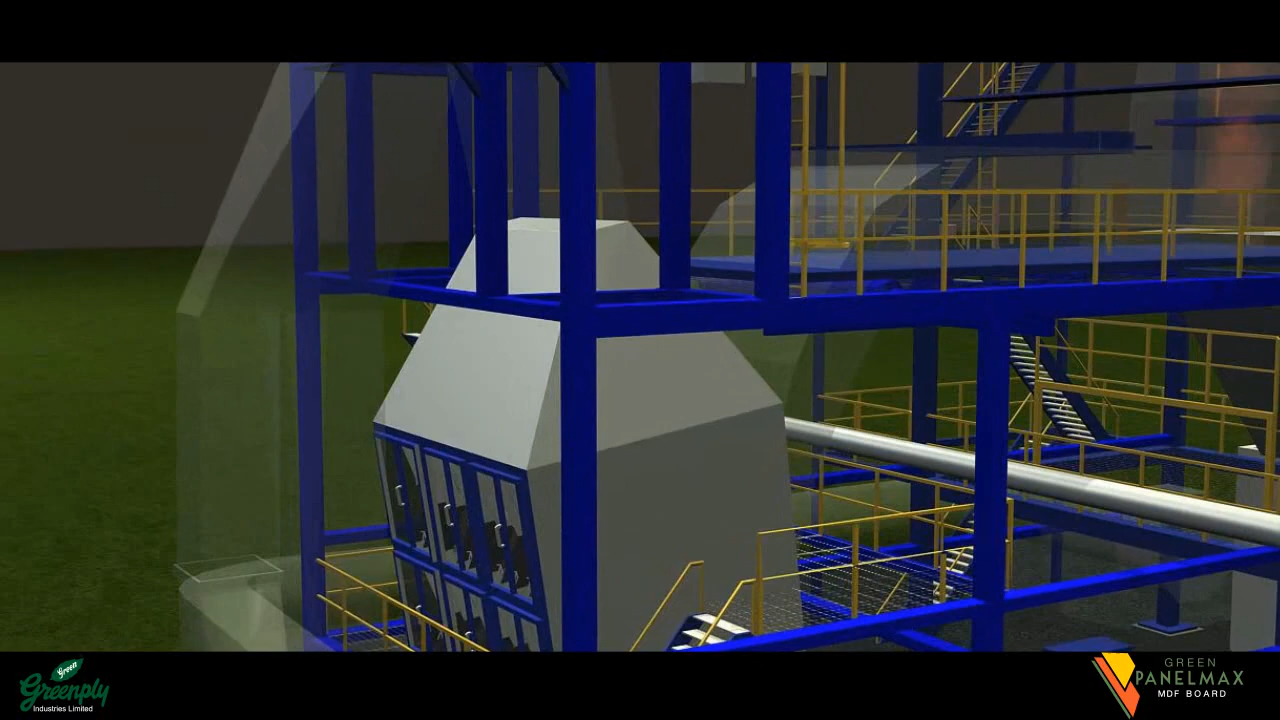 Green
Greenply
Industries Limited
GREEN
PANELMAX
MDF BOARD